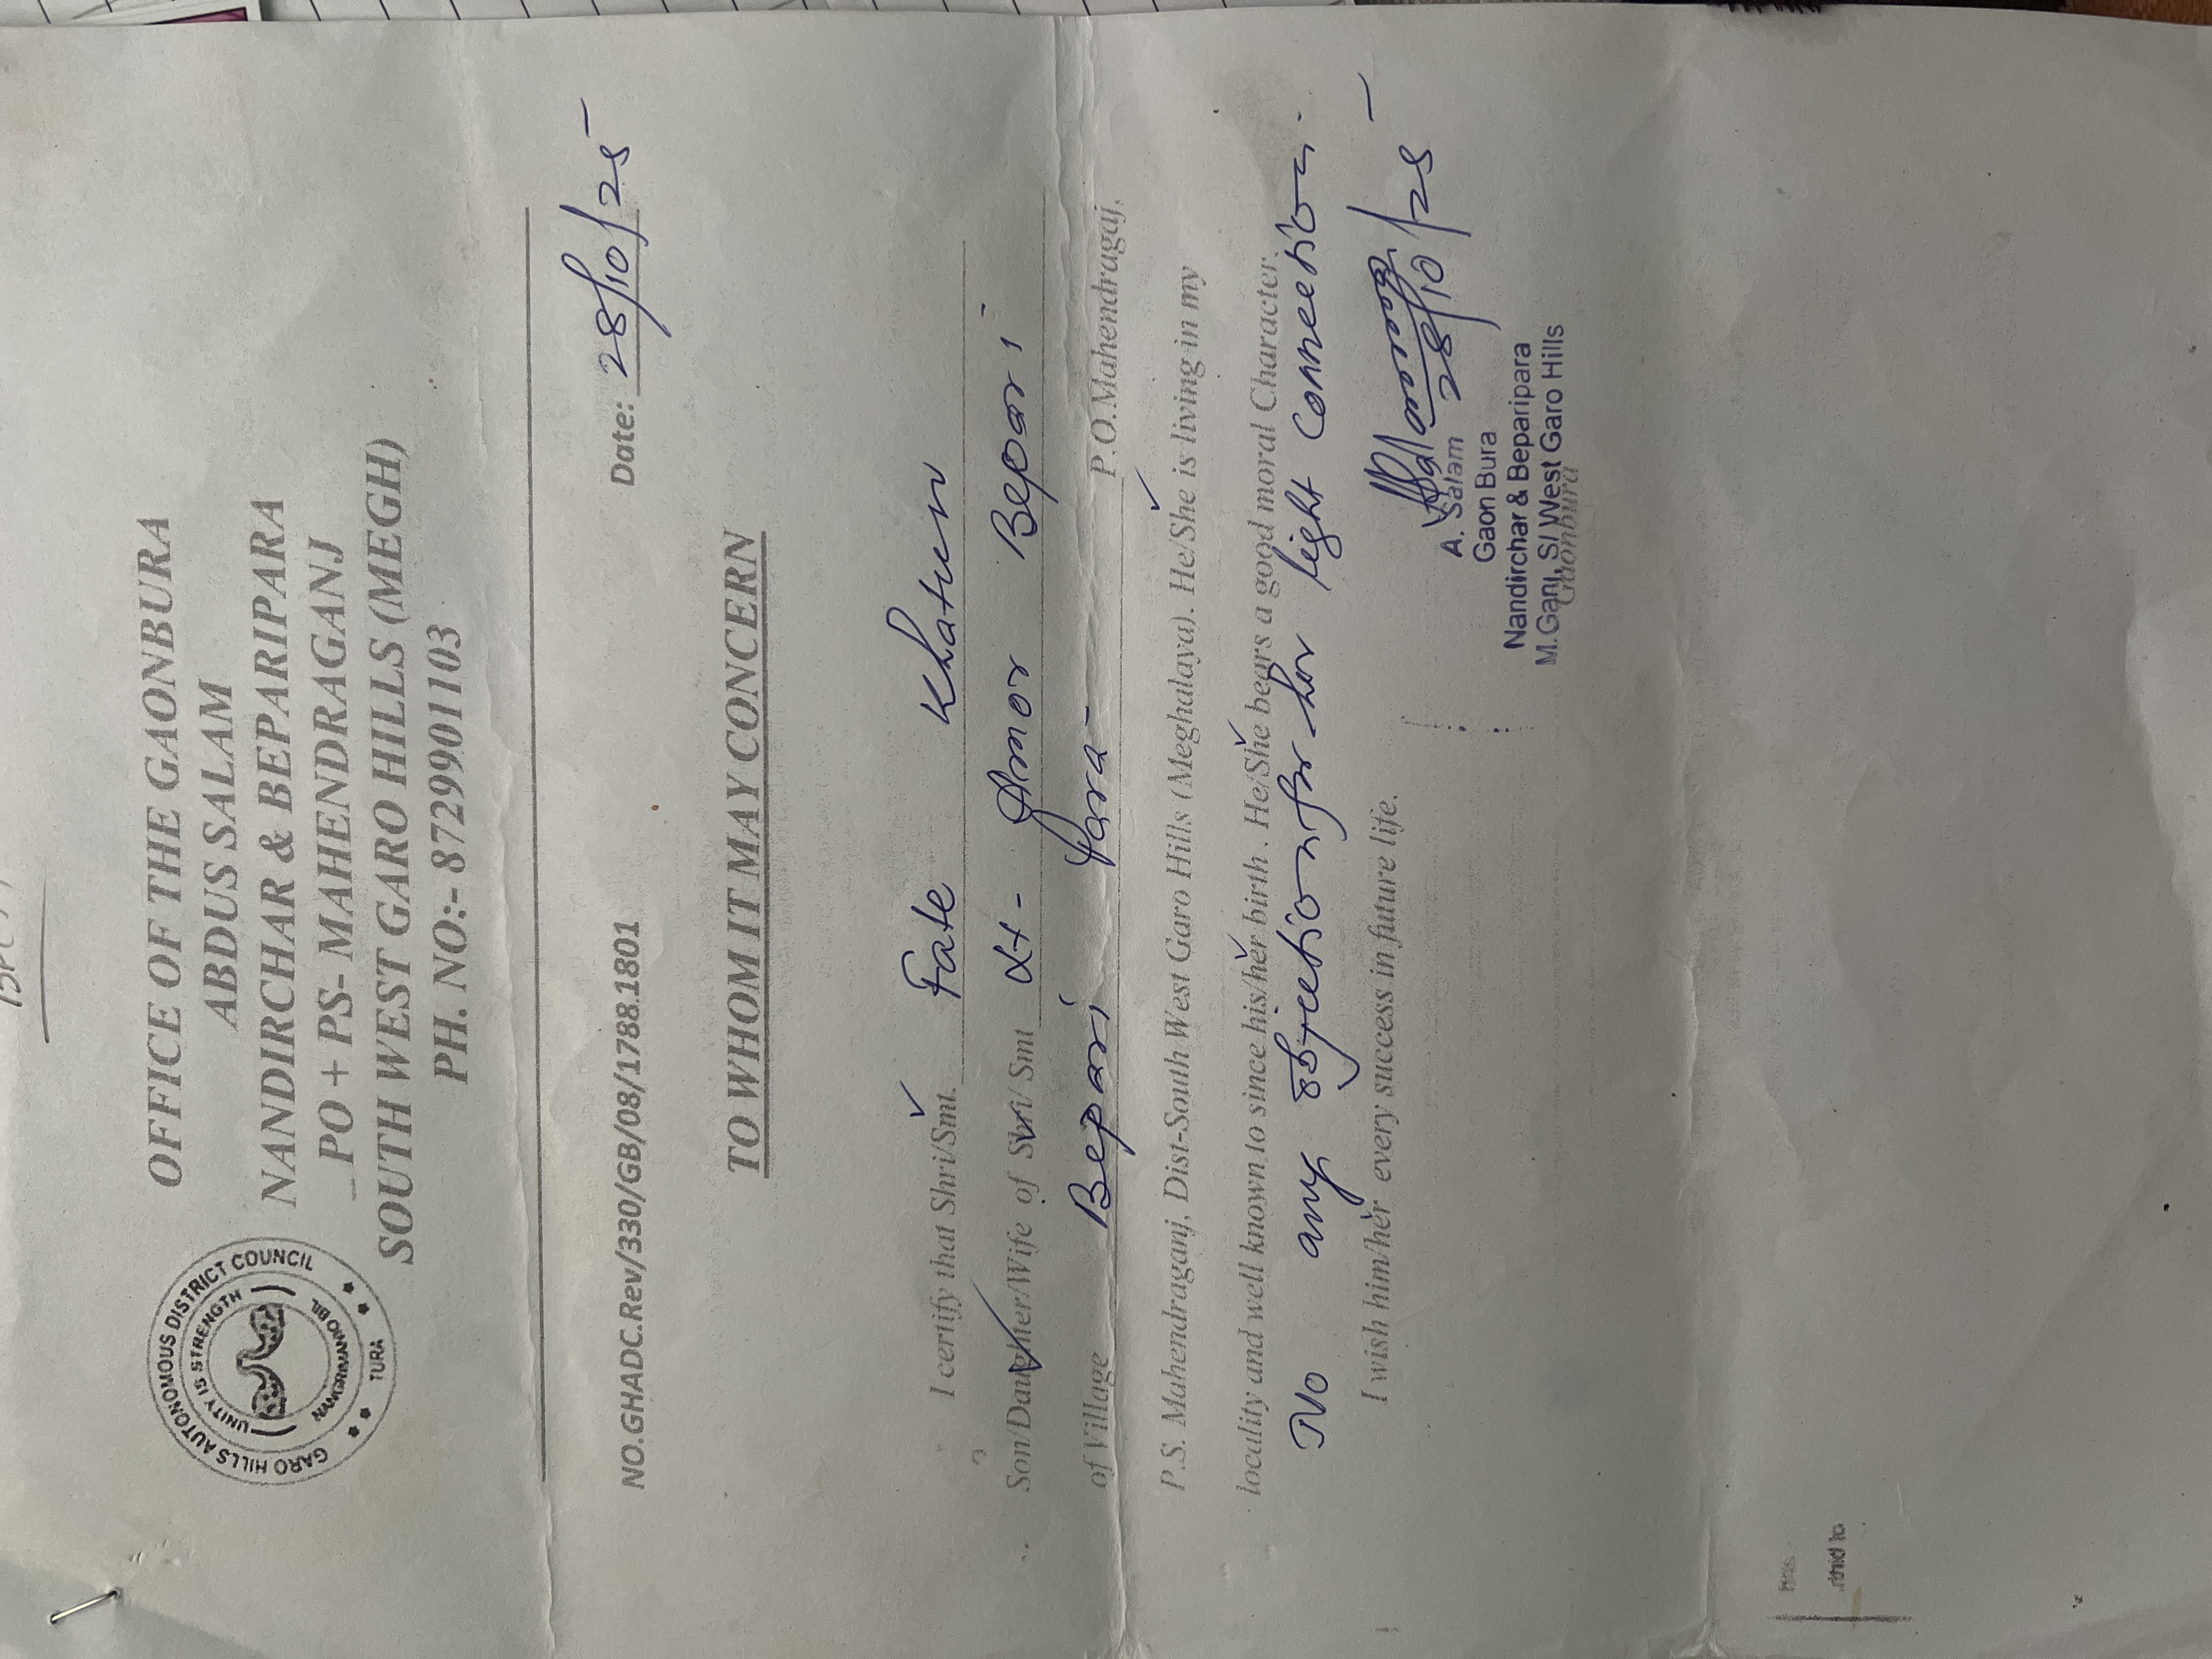 GARO HILLS AUTONOMOUS DISTRICT COUNCIL
UNITY IS STRENGTH
TURA
OFFICE OF THE GAONBURA
ABDUS SALAM
NANDIRCHAR & BEPARIPARA
PO + PS- MAHENDRAGANJ
SOUTH WEST GARO HILLS (MEGH)
PH. NO:- 8729901103
NO.GHADC.Rev/330/GB/08/1788.1801 Date: 28/10/25
TO WHOM IT MAY CONCERN
I certify that Shri/Smt. Fate Khatun
Son/Daughter/Wife of Shri/ Smt Lt- Amor Bepari
of Village Bepari Para P.O.Mahendragaj,
P.S. Mahendraganj, Dist-South West Garo Hills (Meghalaya). He/She is living in my
locality and well known to since his/her birth . He/She bears a good moral Character.
No any objection for her light connection.
I wish him/her every success in future life.
28/10/25
A. Salam
Gaon Bura
Nandirchar & Beparipara
M.Ganj, S/ West Garo Hills
Gaonbura